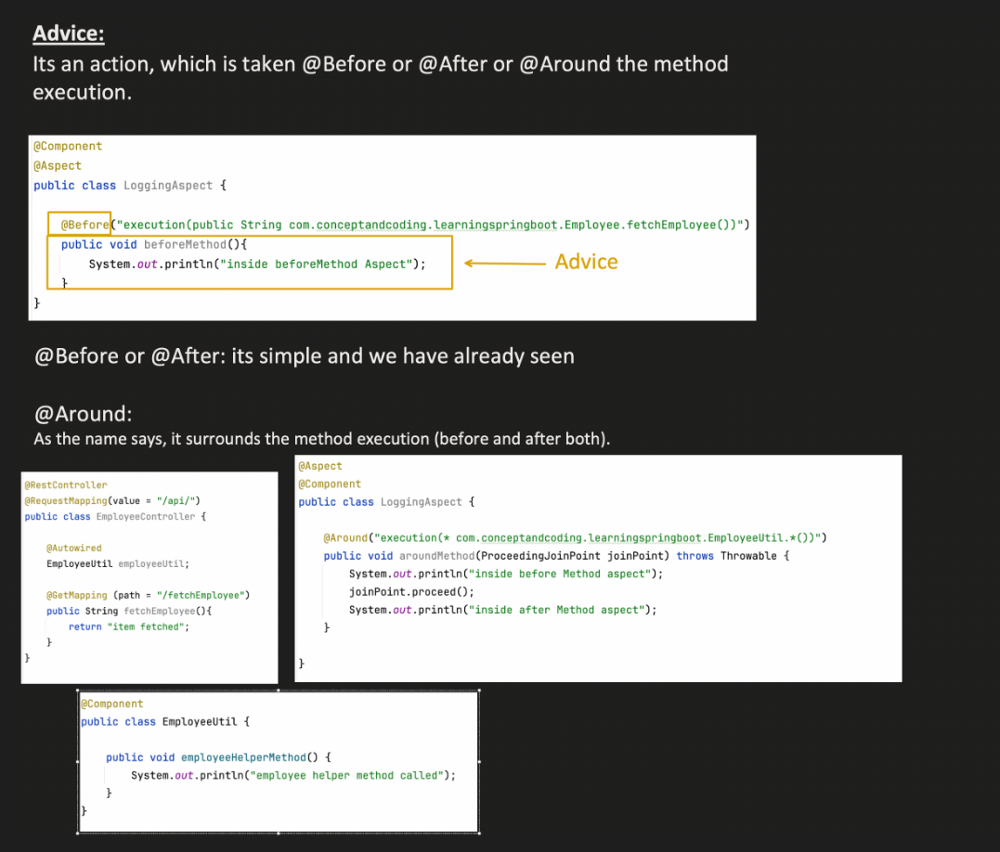 Advice:
Its an action, which is taken @Before or @After or @Around the method
execution.
@Component
@Aspect
public class LoggingAspect {
@Before("execution(public String com.conceptandcoding.learningspringboot.Employee.fetchEmployee())")
public void beforeMethod(){
System.out.println("inside beforeMethod Aspect");
}
}
Advice
@Before or @After: its simple and we have already seen
@Around:
As the name says, it surrounds the method execution (before and after both).
@RestController
@RequestMapping(value = "/api/")
public class EmployeeController {
@Autowired
EmployeeUtil employeeUtil;
@GetMapping (path = "/fetchEmployee")
public String fetchEmployee(){
return "item fetched";
}
}
@Aspect
@Component
public class LoggingAspect {
@Around("execution(* com.conceptandcoding.learningspringboot.EmployeeUtil.*())")
public void aroundMethod(ProceedingJoinPoint joinPoint) throws Throwable {
System.out.println("inside before Method aspect");
joinPoint.proceed();
System.out.println("inside after Method aspect");
}
}
@Component
public class EmployeeUtil {
public void employeeHelperMethod() {
System.out.println("employee helper method called");
}
}